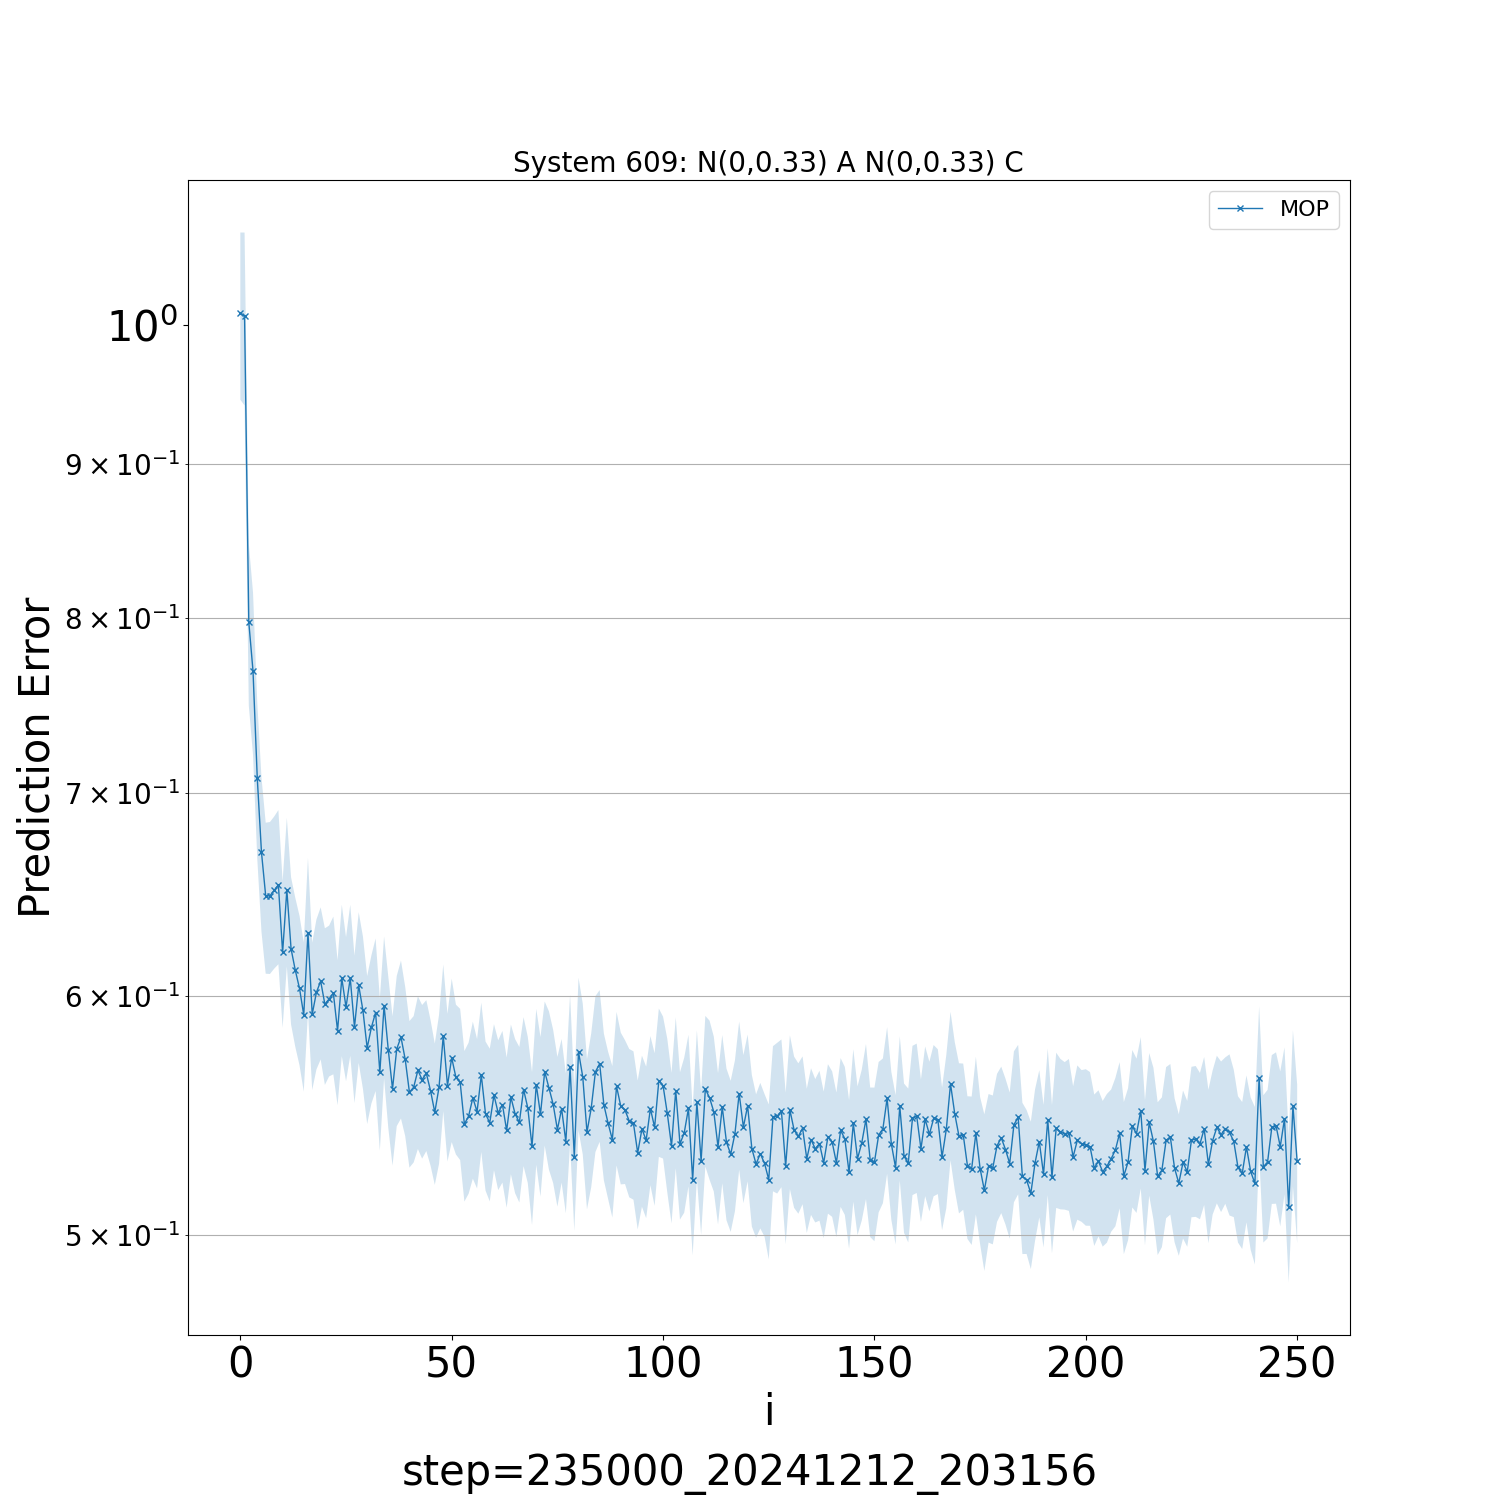 System 609: N(0,0.33) A N(0,0.33) C
MOP
10⁰
9 × 10⁻¹
8 × 10⁻¹
7 × 10⁻¹
6 × 10⁻¹
5 × 10⁻¹
Prediction Error
0 50 100 150 200 250
i
step=235000_20241212_203156